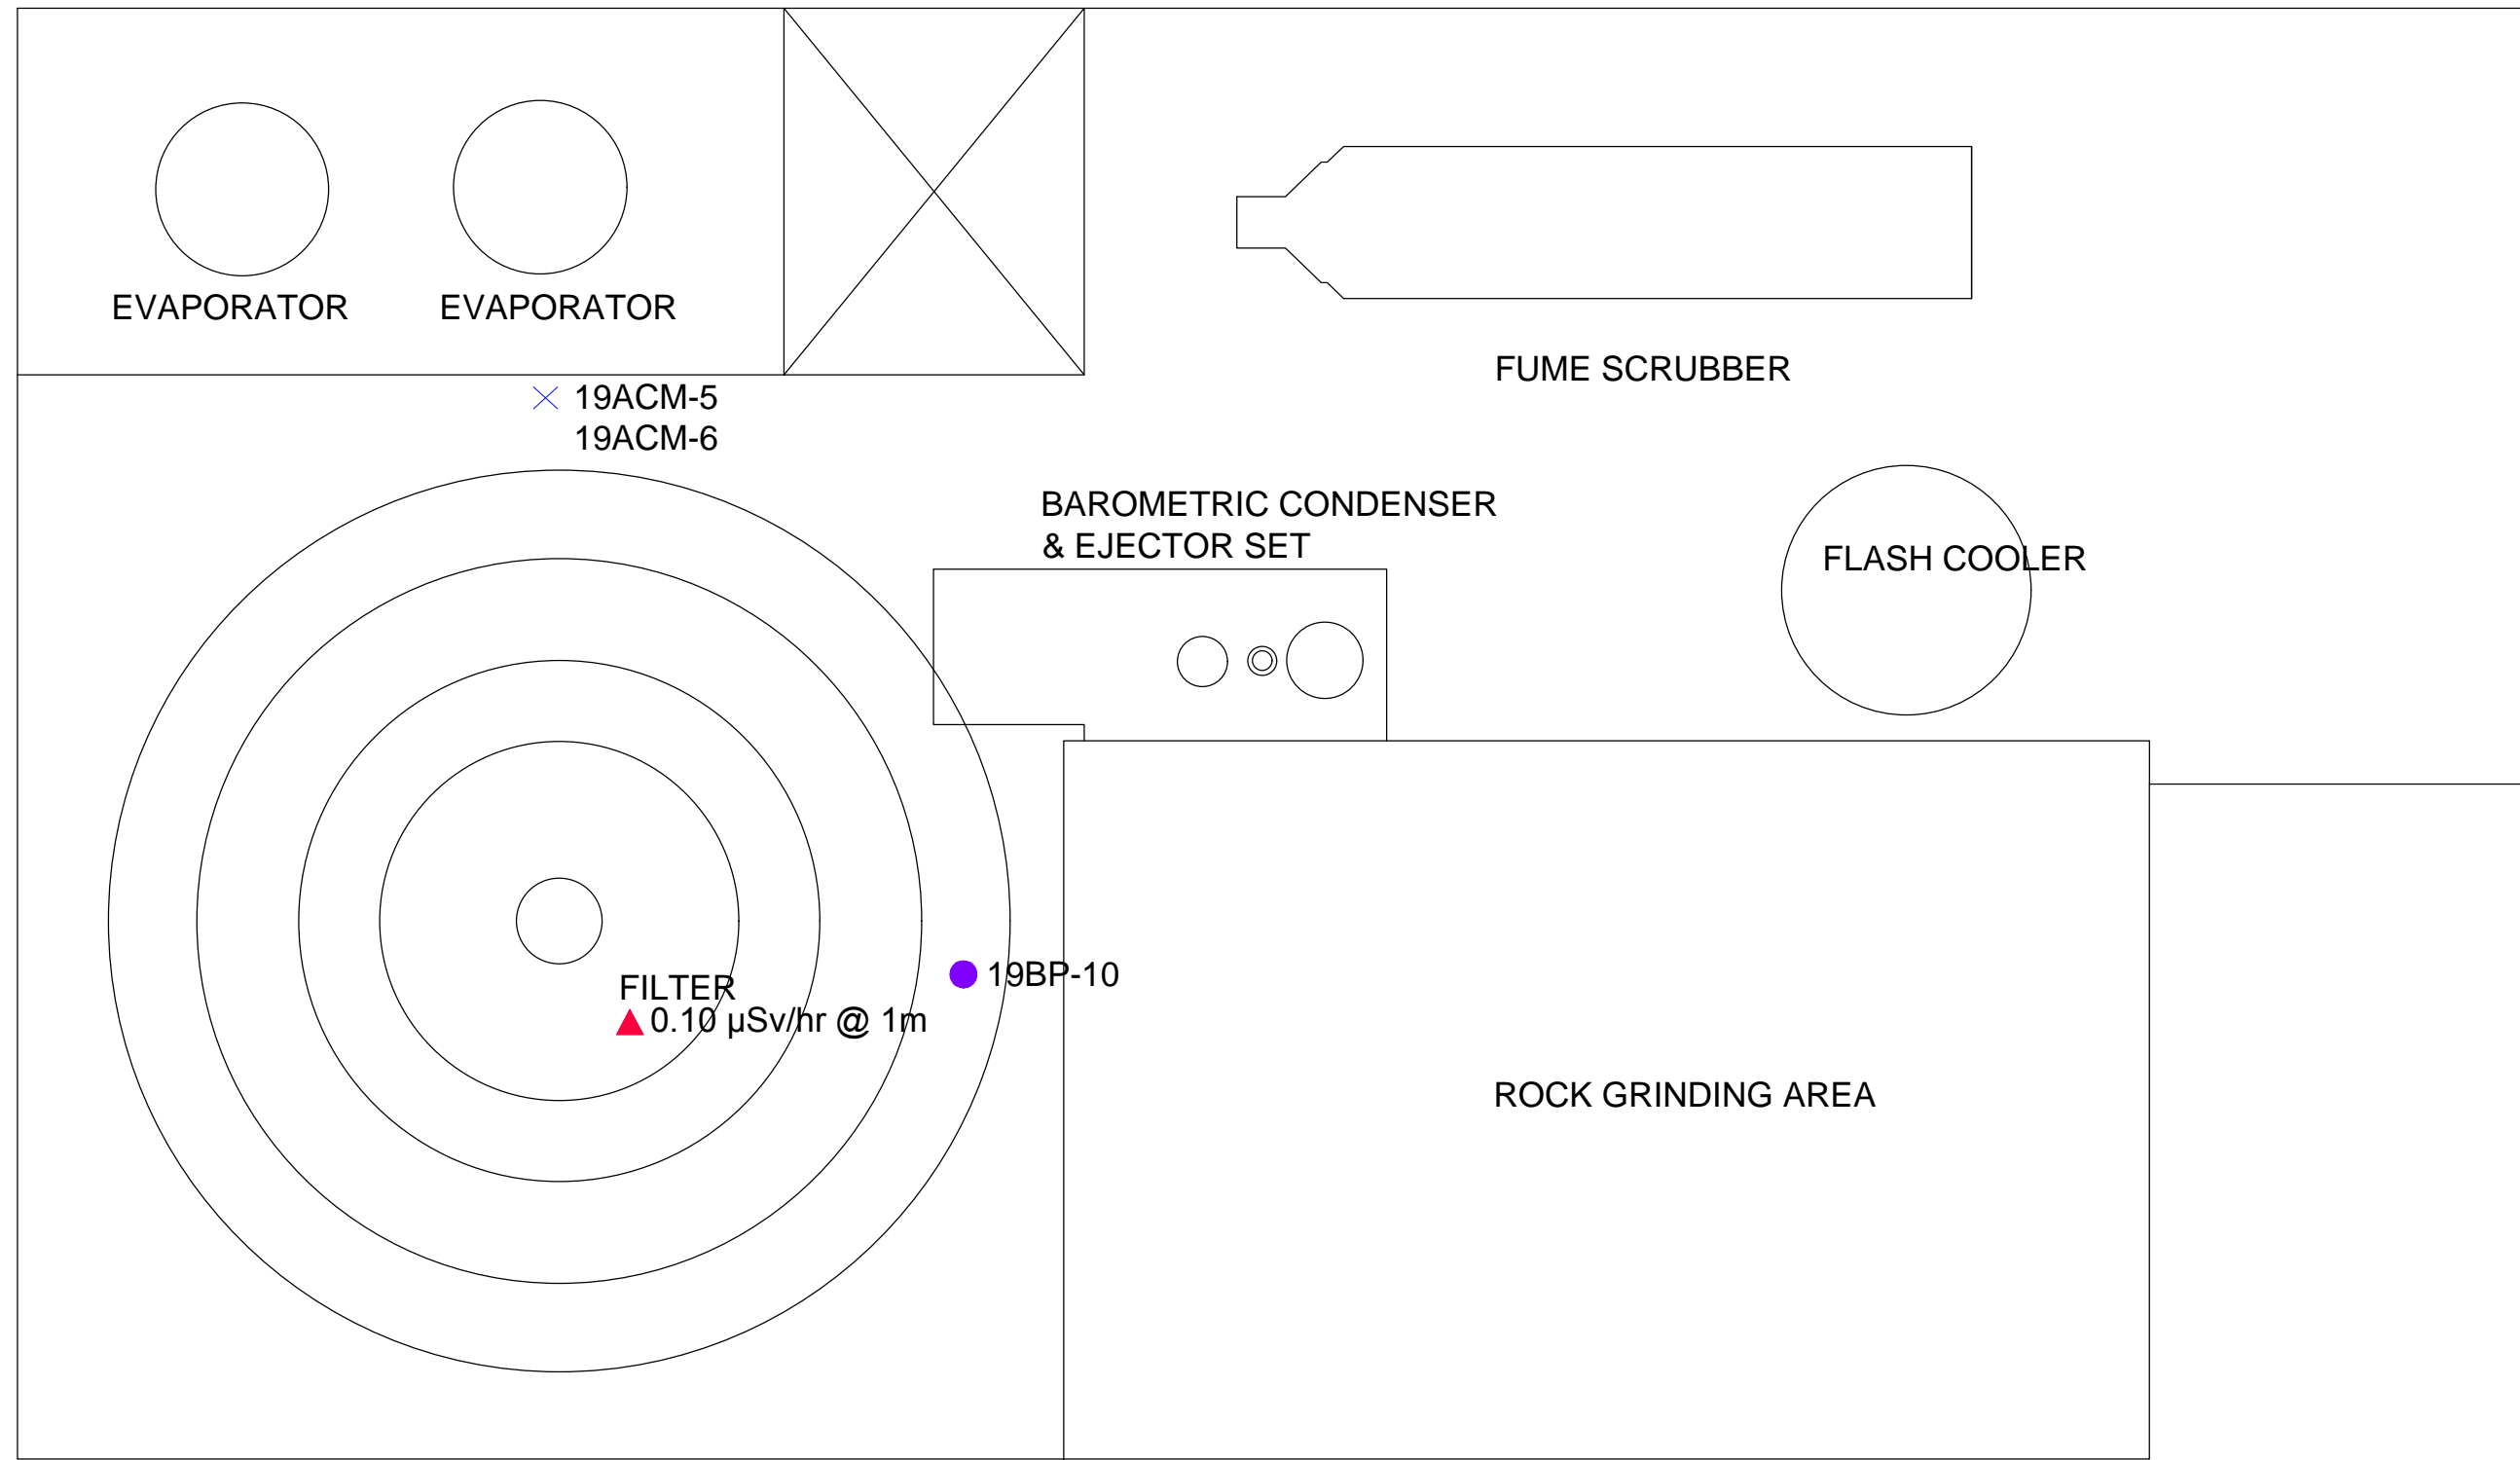 EVAPORATOR
EVAPORATOR
FUME SCRUBBER
19ACM-5
19ACM-6
BAROMETRIC CONDENSER
& EJECTOR SET
FLASH COOLER
19BP-10
FILTER
0.10 µSv/hr @ 1m
ROCK GRINDING AREA